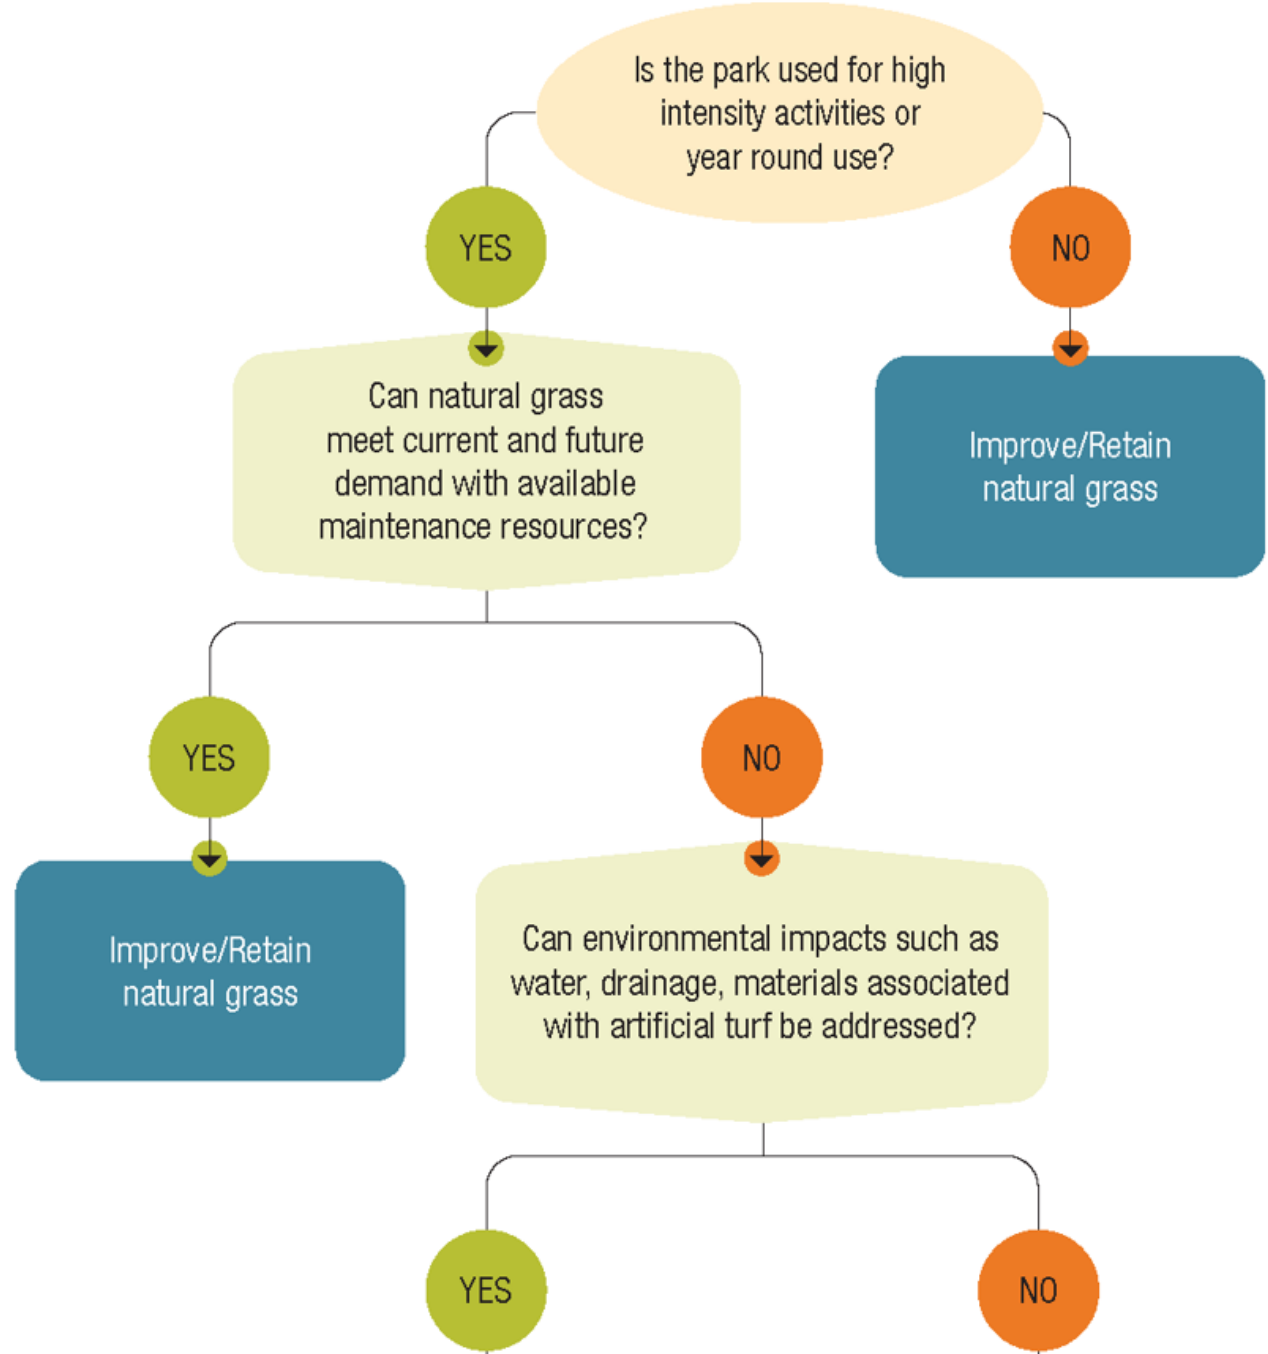 Is the park used for high
intensity activities or
year round use?
YES
NO
Can natural grass
meet current and future
demand with available
maintenance resources?
Improve/Retain
natural grass
YES
NO
Improve/Retain
natural grass
Can environmental impacts such as
water, drainage, materials associated
with artificial turf be addressed?
YES
NO